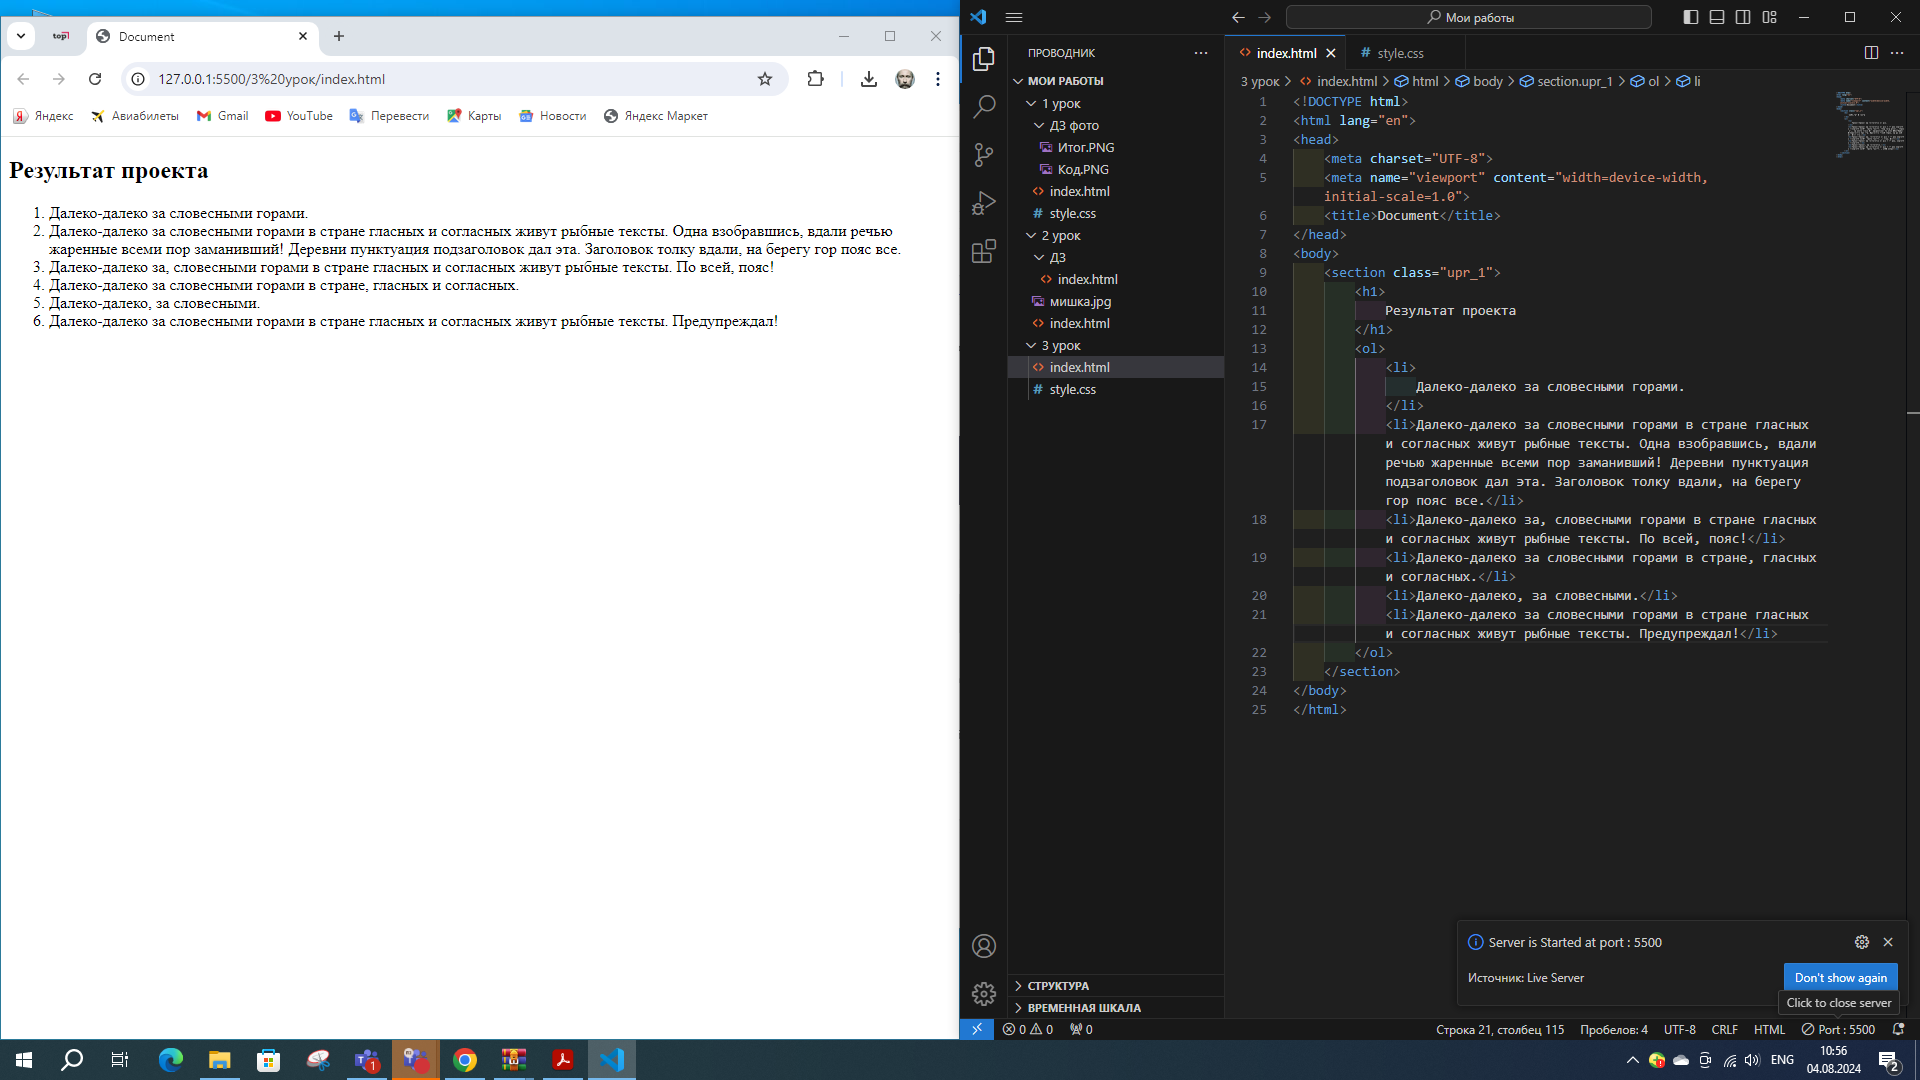 top
Document
127.0.0.1:5500/3%20урок/index.html
Яндекс
Авиабилеты
Gmail
YouTube
Перевести
Карты
Новости
Яндекс Маркет
Результат проекта
1. Далеко-далеко за словесными горами.
2. Далеко-далеко за словесными горами в стране гласных и согласных живут рыбные тексты. Одна взобравшись, вдали речью
жаренные всеми пор заманивший! Деревни пунктуация подзаголовок дал эта. Заголовок толку вдали, на берегу гор пояс все.
3. Далеко-далеко за, словесными горами в стране гласных и согласных живут рыбные тексты. По всей, пояс!
4. Далеко-далеко за словесными горами в стране, гласных и согласных.
5. Далеко-далеко, за словесными.
6. Далеко-далеко за словесными горами в стране гласных и согласных живут рыбные тексты. Предупреждал!
Мои работы
ПРОВОДНИК
МОИ РАБОТЫ
1 урок
ДЗ фото
Итог.PNG
Код.PNG
index.html
style.css
2 урок
ДЗ
index.html
мишка.jpg
index.html
3 урок
index.html
style.css
СТРУКТУРА
ВРЕМЕННАЯ ШКАЛА
index.html
style.css
3 урок > index.html > html > body > section.upr_1 > ol > li
1 <!DOCTYPE html>
2 <html lang="en">
3 <head>
4 <meta charset="UTF-8">
5 <meta name="viewport" content="width=device-width,
initial-scale=1.0">
6 <title>Document</title>
7 </head>
8 <body>
9 <section class="upr_1">
10 <h1>
11 Результат проекта
12 </h1>
13 <ol>
14 <li>
15 Далеко-далеко за словесными горами.
16 </li>
17 <li>Далеко-далеко за словесными горами в стране гласных
и согласных живут рыбные тексты. Одна взобравшись, вдали
речью жаренные всеми пор заманивший! Деревни пунктуация
подзаголовок дал эта. Заголовок толку вдали, на берегу
гор пояс все.</li>
18 <li>Далеко-далеко за, словесными горами в стране гласных
и согласных живут рыбные тексты. По всей, пояс!</li>
19 <li>Далеко-далеко за словесными горами в стране, гласных
и согласных.</li>
20 <li>Далеко-далеко, за словесными.</li>
21 <li>Далеко-далеко за словесными горами в стране гласных
и согласных живут рыбные тексты. Предупреждал!</li>
22 </ol>
23 </section>
24 </body>
25 </html>
Server is Started at port : 5500
Источник: Live Server
Don't show again
Click to close server
0 0 0
Строка 21, столбец 115
Пробелов: 4
UTF-8
CRLF
HTML
Port : 5500
1
ENG
10:56
04.08.2024
2